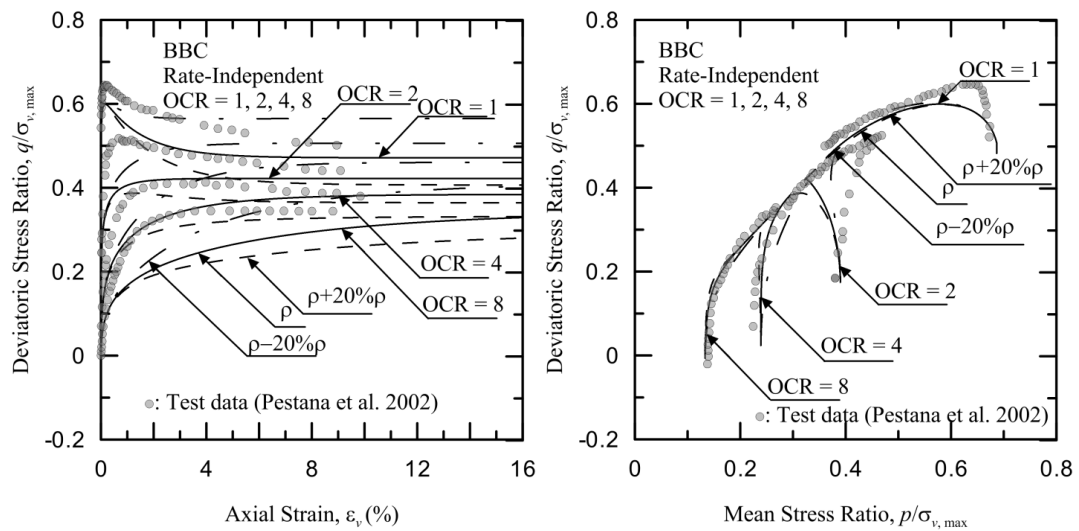 0.8
0.6
0.4
0.2
0
-0.2
Deviatoric Stress Ratio, q/σv, max
BBC
Rate-Independent
OCR = 1, 2, 4, 8
OCR = 2
OCR = 1
OCR = 4
OCR = 8
ρ+20%ρ
ρ
ρ−20%ρ
: Test data (Pestana et al. 2002)
0 4 8 12 16
Axial Strain, εv (%)
0.8
0.6
0.4
0.2
0
-0.2
Deviatoric Stress Ratio, q/σv, max
BBC
Rate-Independent
OCR = 1, 2, 4, 8
OCR = 1
ρ+20%ρ
ρ
ρ−20%ρ
OCR = 2
OCR = 4
OCR = 8
: Test data (Pestana et al. 2002)
0 0.2 0.4 0.6 0.8
Mean Stress Ratio, p/σv, max